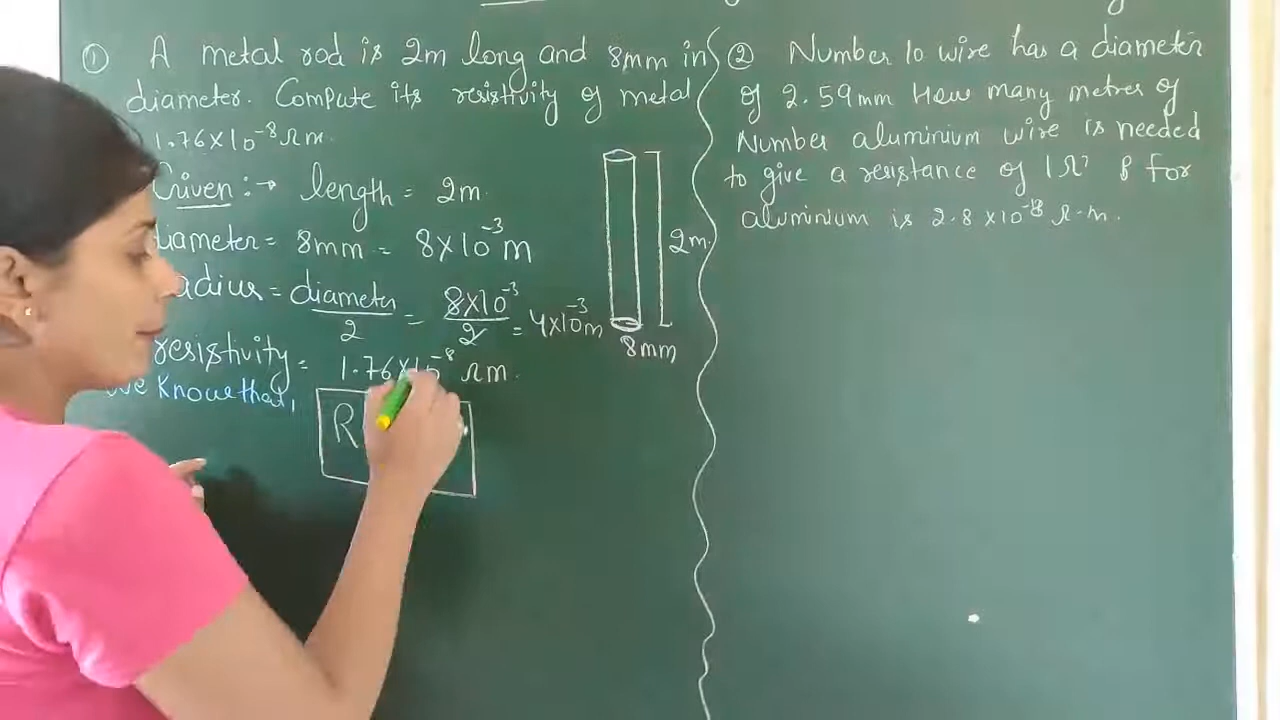 ① A metal rod is 2m long and 8mm in
diameter. Compute its resistivity of metal
1.76×10⁻⁸ Ωm.
Given :→ length = 2m.
diameter = 8mm = 8×10⁻³ m
radius = diameter/2 = 8×10⁻³/2 = 4×10⁻³m
resistivity = 1.76×10⁻⁸ Ωm.
We Know that,
R
2m.
8mm
② Number 10 wire has a diameter
of 2.59mm How many metres of
Number aluminium wire is needed
to give a resistance of 1Ω? ρ for
aluminium is 2.8×10⁻⁸ Ω.m.